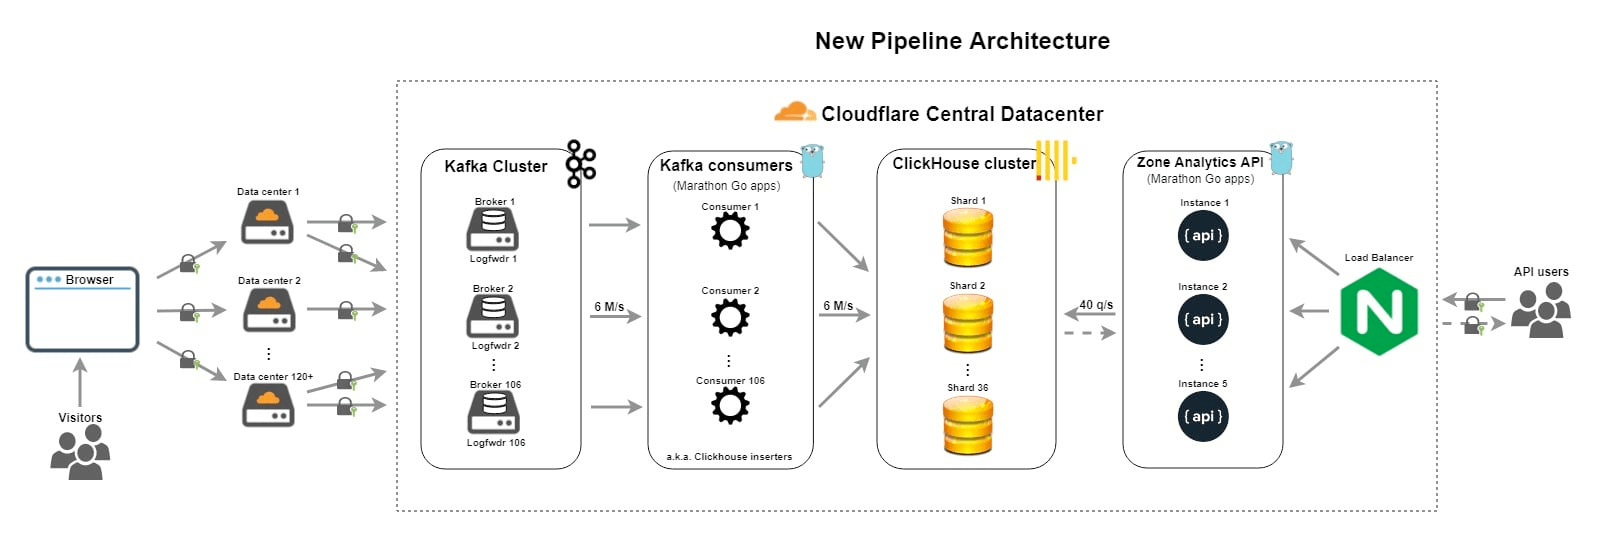 New Pipeline Architecture
Cloudflare Central Datacenter
Browser
Visitors
Data center 1
Data center 2
Data center 120+
Kafka Cluster
Broker 1
Logfwdr 1
Broker 2
Logfwdr 2
Broker 106
Logfwdr 106
6 M/s
Kafka consumers
(Marathon Go apps)
Consumer 1
Consumer 2
Consumer 106
a.k.a. Clickhouse inserters
6 M/s
ClickHouse cluster
Shard 1
Shard 2
Shard 36
40 q/s
Zone Analytics API
(Marathon Go apps)
Instance 1
{ api }
Instance 2
{ api }
Instance 5
{ api }
Load Balancer
N
API users